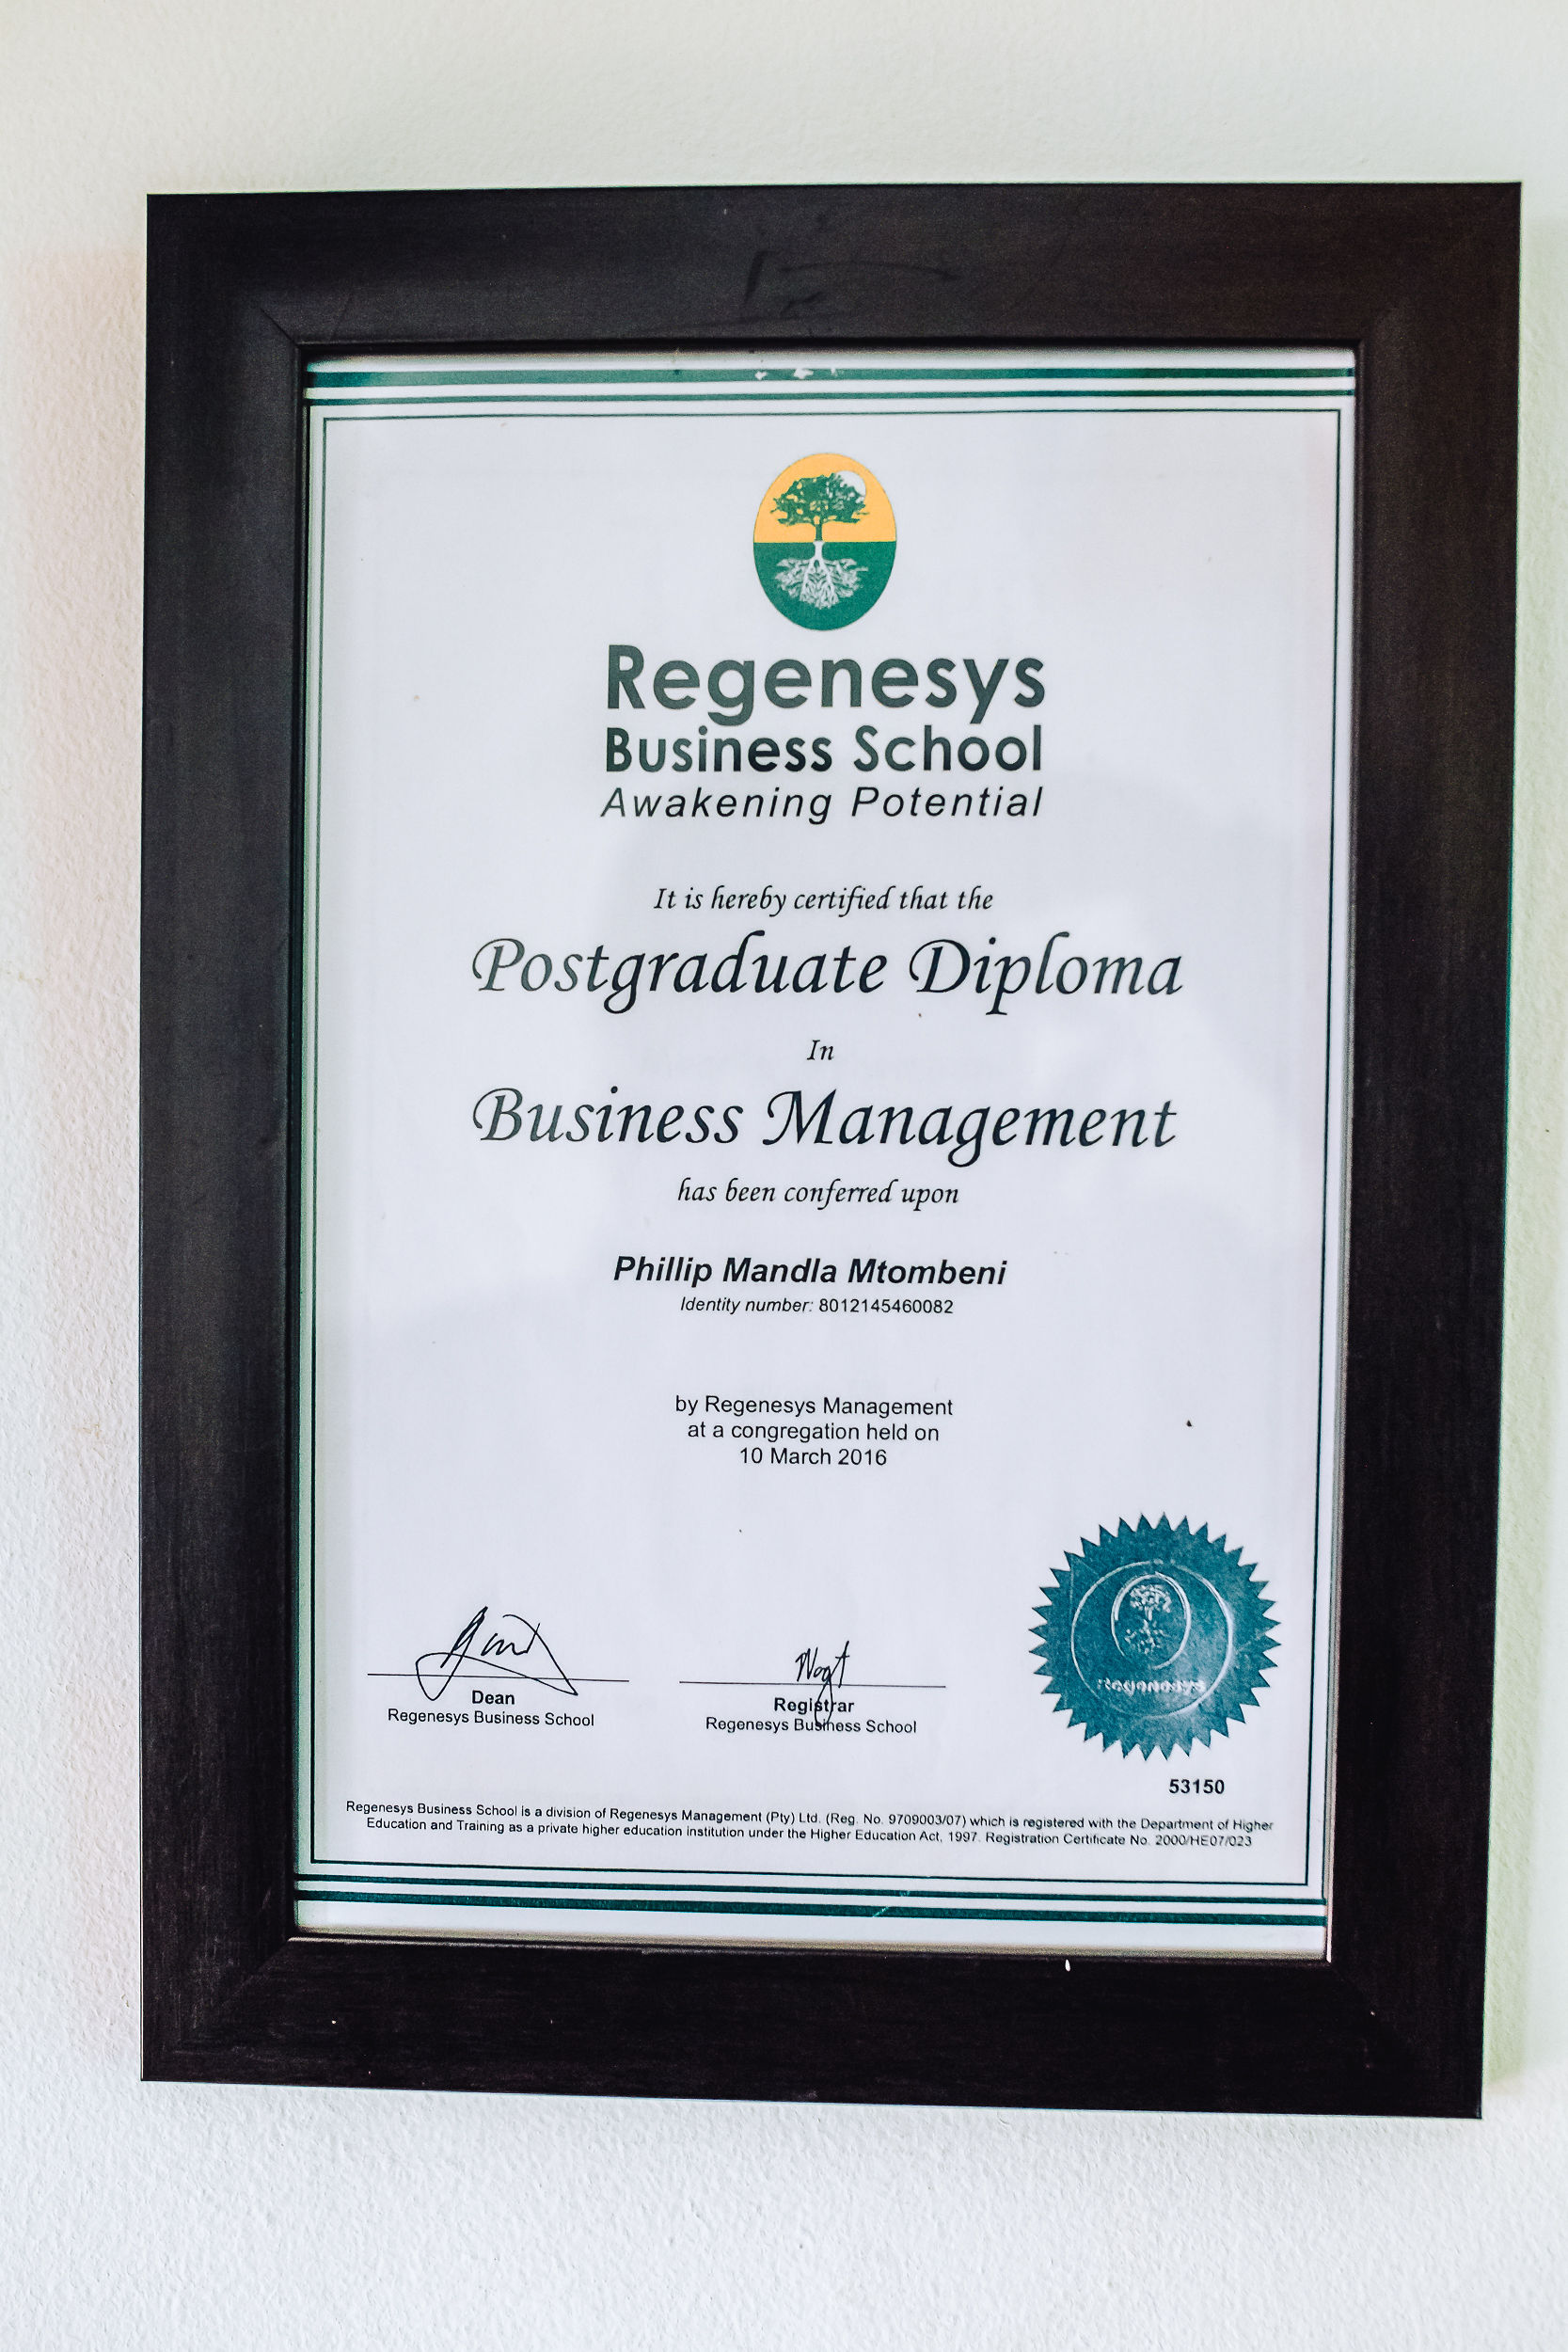 Regenesys
Business School
Awakening Potential
It is hereby certified that the
Postgraduate Diploma
In
Business Management
has been conferred upon
Phillip Mandla Mtombeni
Identity number: 8012145460082
by Regenesys Management
at a congregation held on
10 March 2016
Dean
Regenesys Business School
Registrar
Regenesys Business School
Regenesys
53150
Regenesys Business School is a division of Regenesys Management (Pty) Ltd. (Reg. No. 9709003/07) which is registered with the Department of Higher
Education and Training as a private higher education institution under the Higher Education Act, 1997. Registration Certificate No. 2000/HE07/023